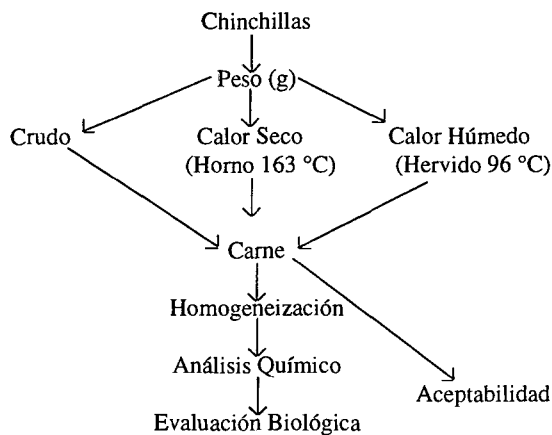 Chinchillas
Peso (g)
Crudo
Calor Seco
(Horno 163 °C)
Calor Húmedo
(Hervido 96 °C)
Carne
Homogeneización
Análisis Químico
Aceptabilidad
Evaluación Biológica